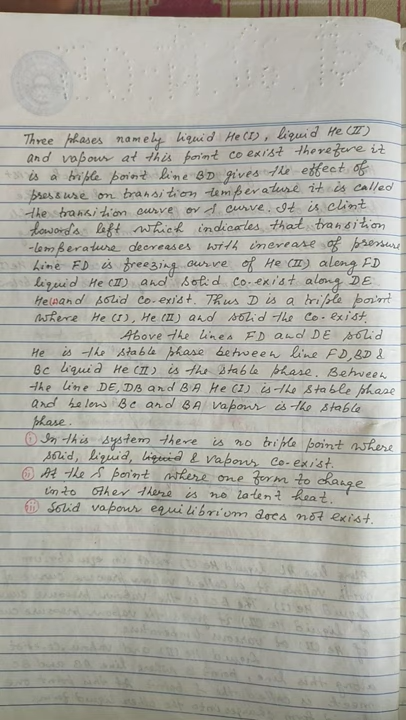 Three phases namely liquid He(I), liquid He(II)
and vapour at this point co exist therefore it
is a triple point line BD gives the effect of
pressure on transition temperature it is called
the transition curve or λ curve. It is clint
towards left which indicates that transition
temperature decreases with increase of pressure
Line FD is freezing curve of He(II) along FD
liquid He(II) and solid co-exist along DE
He(I) and solid co-exist. Thus D is a triple point
where He(I), He(II) and solid the co-exist.
Above the lines FD and DE solid
He is the stable phase between line FD, BD &
BC liquid He(II) is the stable phase. Between
the line DE, DB and BA He(I) is the stable phase
and below BC and BA vapour is the stable
phase.
(i) In this system there is no triple point where
solid, liquid, liquid & vapour co-exist.
(ii) At the λ point where one form to change
into other there is no latent heat.
(iii) Solid vapour equilibrium does not exist.